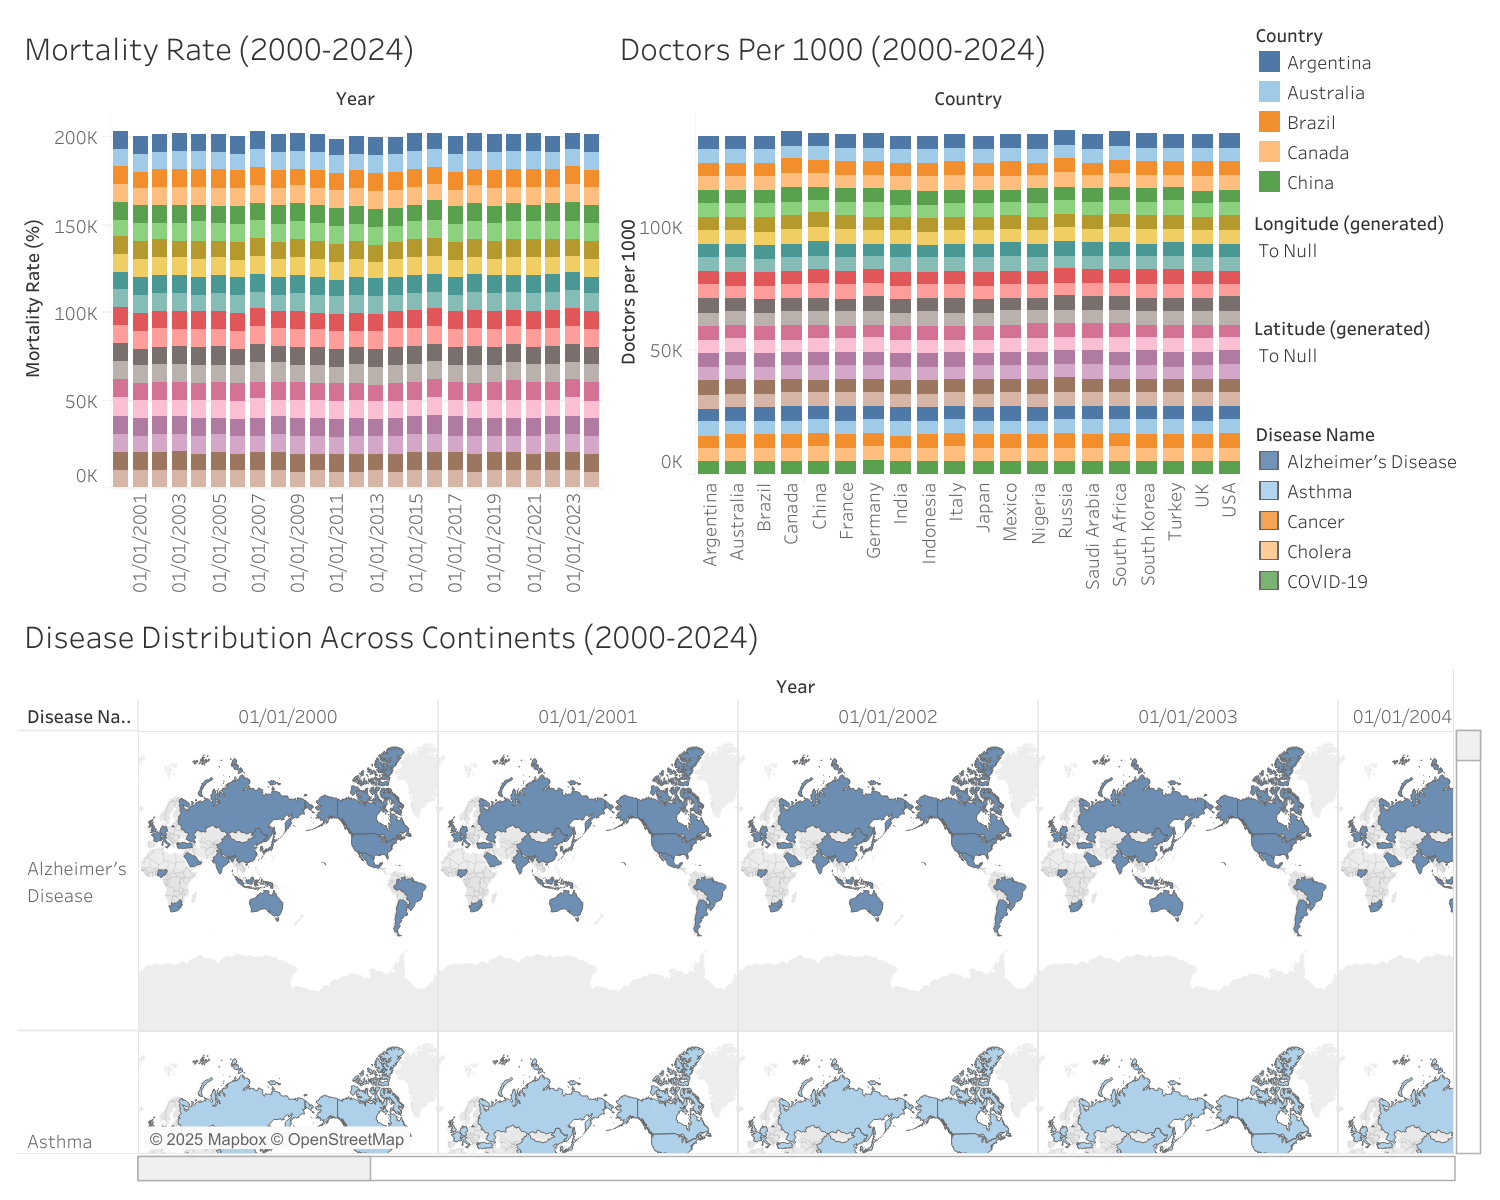 Mortality Rate (2000-2024)
Year
Mortality Rate (%)
200K
150K
100K
50K
0K
01/01/2001
01/01/2003
01/01/2005
01/01/2007
01/01/2009
01/01/2011
01/01/2013
01/01/2015
01/01/2017
01/01/2019
01/01/2021
01/01/2023
Doctors Per 1000 (2000-2024)
Country
Doctors per 1000
100K
50K
0K
Argentina
Australia
Brazil
Canada
China
France
Germany
India
Indonesia
Italy
Japan
Mexico
Nigeria
Russia
Saudi Arabia
South Africa
South Korea
Turkey
UK
USA
Country
Argentina
Australia
Brazil
Canada
China
Longitude (generated)
To Null
Latitude (generated)
To Null
Disease Name
Alzheimer's Disease
Asthma
Cancer
Cholera
COVID-19
Disease Distribution Across Continents (2000-2024)
Year
Disease Na..
01/01/2000
01/01/2001
01/01/2002
01/01/2003
01/01/2004
Alzheimer's
Disease
Asthma
© 2025 Mapbox © OpenStreetMap